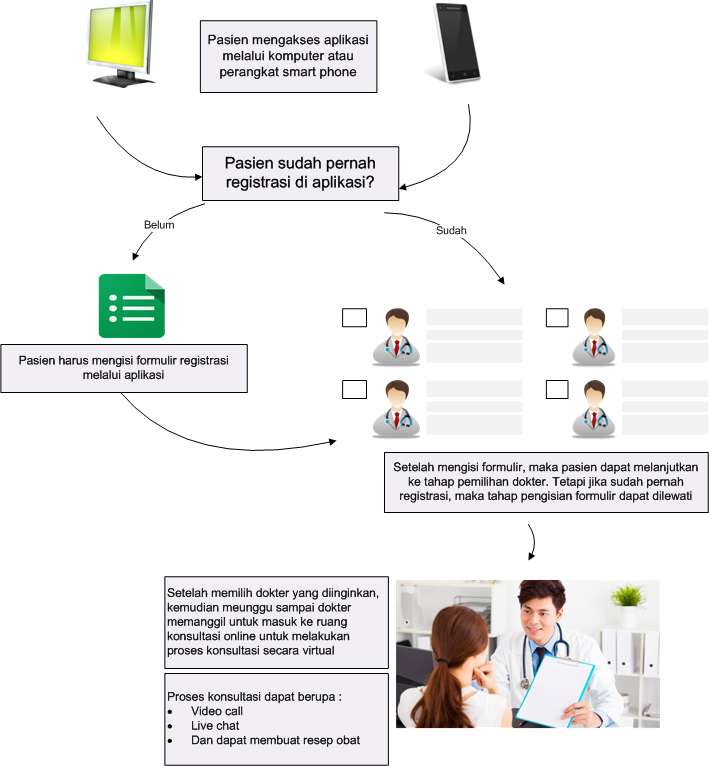 Pasien mengakses aplikasi
melalui komputer atau
perangkat smart phone
Pasien sudah pernah
registrasi di aplikasi?
Belum
Sudah
Pasien harus mengisi formulir registrasi
melalui aplikasi
Setelah mengisi formulir, maka pasien dapat melanjutkan
ke tahap pemilihan dokter. Tetapi jika sudah pernah
registrasi, maka tahap pengisian formulir dapat dilewati
Setelah memilih dokter yang diinginkan,
kemudian meunggu sampai dokter
memanggil untuk masuk ke ruang
konsultasi online untuk melakukan
proses konsultasi secara virtual
Proses konsultasi dapat berupa :
• Video call
• Live chat
• Dan dapat membuat resep obat